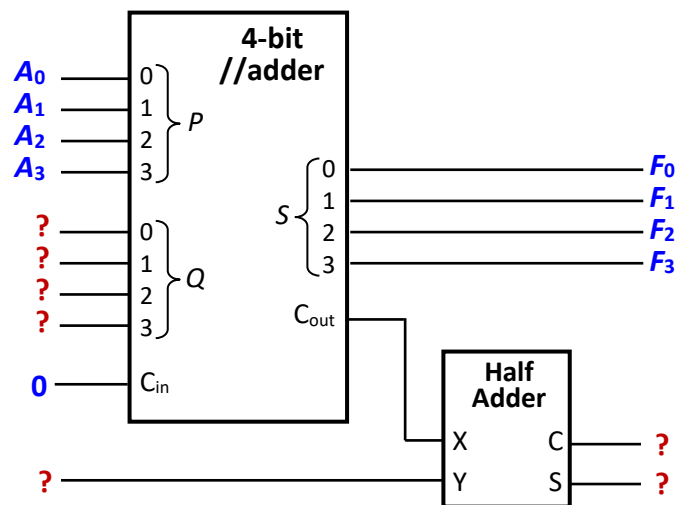 4-bit
//adder
A0 0
A1 1
A2 2
A3 3
P
? 0
? 1
? 2
? 3
Q
S
0 F0
1 F1
2 F2
3 F3
Cout
0 Cin
Half
Adder
X C ?
? Y S ?